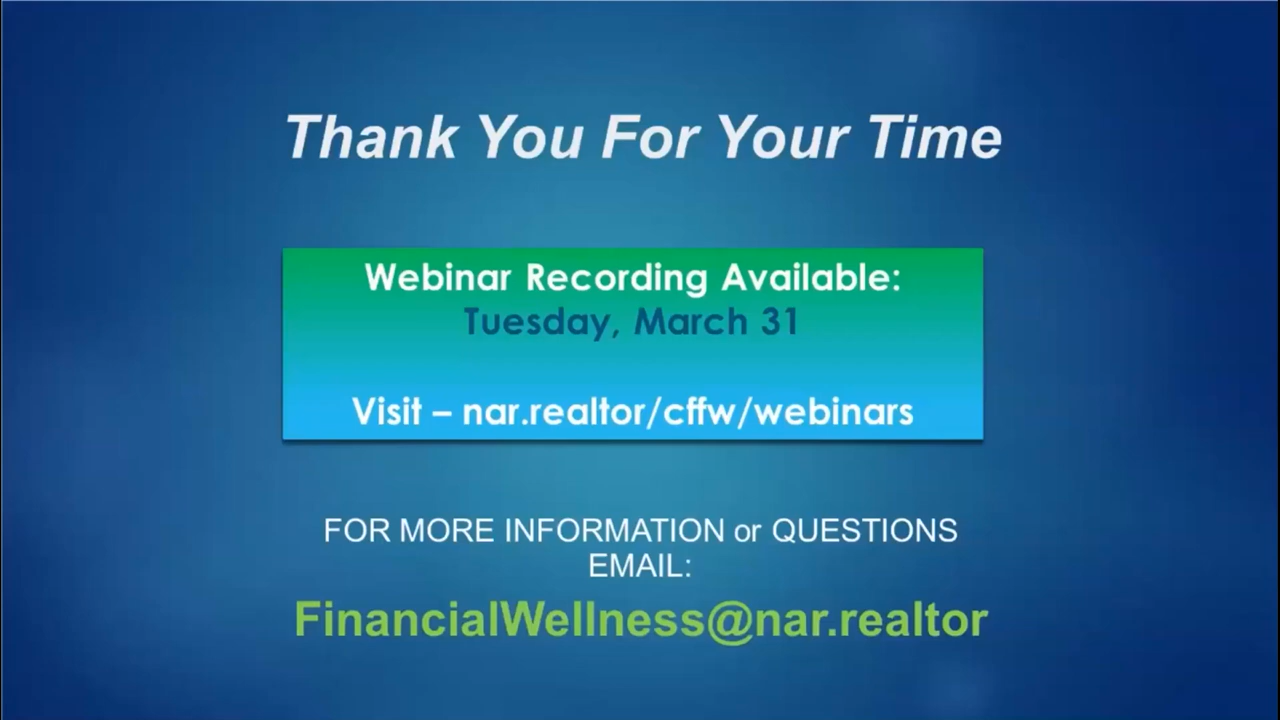 Thank You For Your Time
Webinar Recording Available:
Tuesday, March 31
Visit – nar.realtor/cffw/webinars
FOR MORE INFORMATION or QUESTIONS
EMAIL:
FinancialWellness@nar.realtor